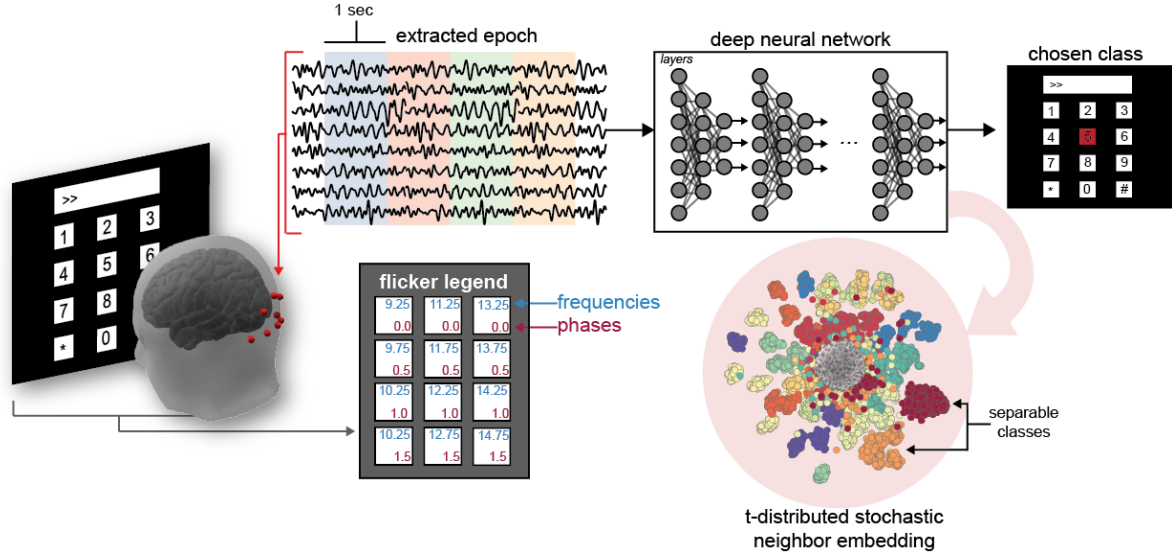 1 sec
extracted epoch
deep neural network
layers
chosen class
>>
1 2 3
4 5 6
7 8 9
* 0 #
>>
1 2 3
4 5 6
7 8
* 0
flicker legend
9.25 11.25 13.25
0.0 0.0 0.0
9.75 11.75 13.75
0.5 0.5 0.5
10.25 12.25 14.25
1.0 1.0 1.0
10.25 12.75 14.75
1.5 1.5 1.5
frequencies
phases
...
separable
classes
t-distributed stochastic
neighbor embedding